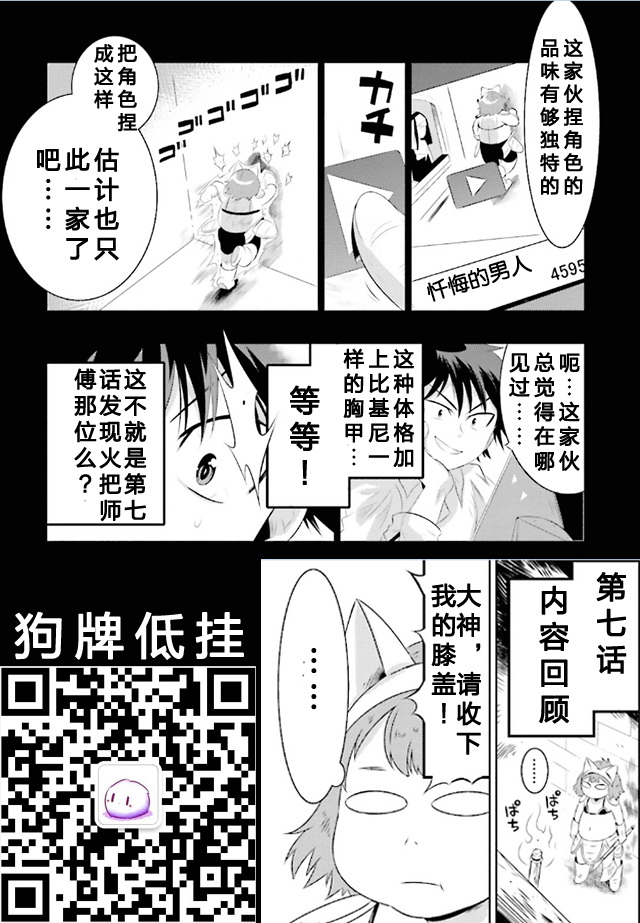 这家伙捏角色的
品味有够独特的
忏悔的男人
4595
カチ
把角色捏
成这样
估计也只
此一家了
吧……
ゴゴゴゴゴ
呃…这家伙
总觉得在哪
见过……
这种体格加
上比基尼一
样的胸甲…
等等！
这不就是第七
话发现火把师
傅那位么？
第七话
内容回顾
……
ぱち
ぱち
大神，请收下
我的膝盖！
……
狗牌低挂